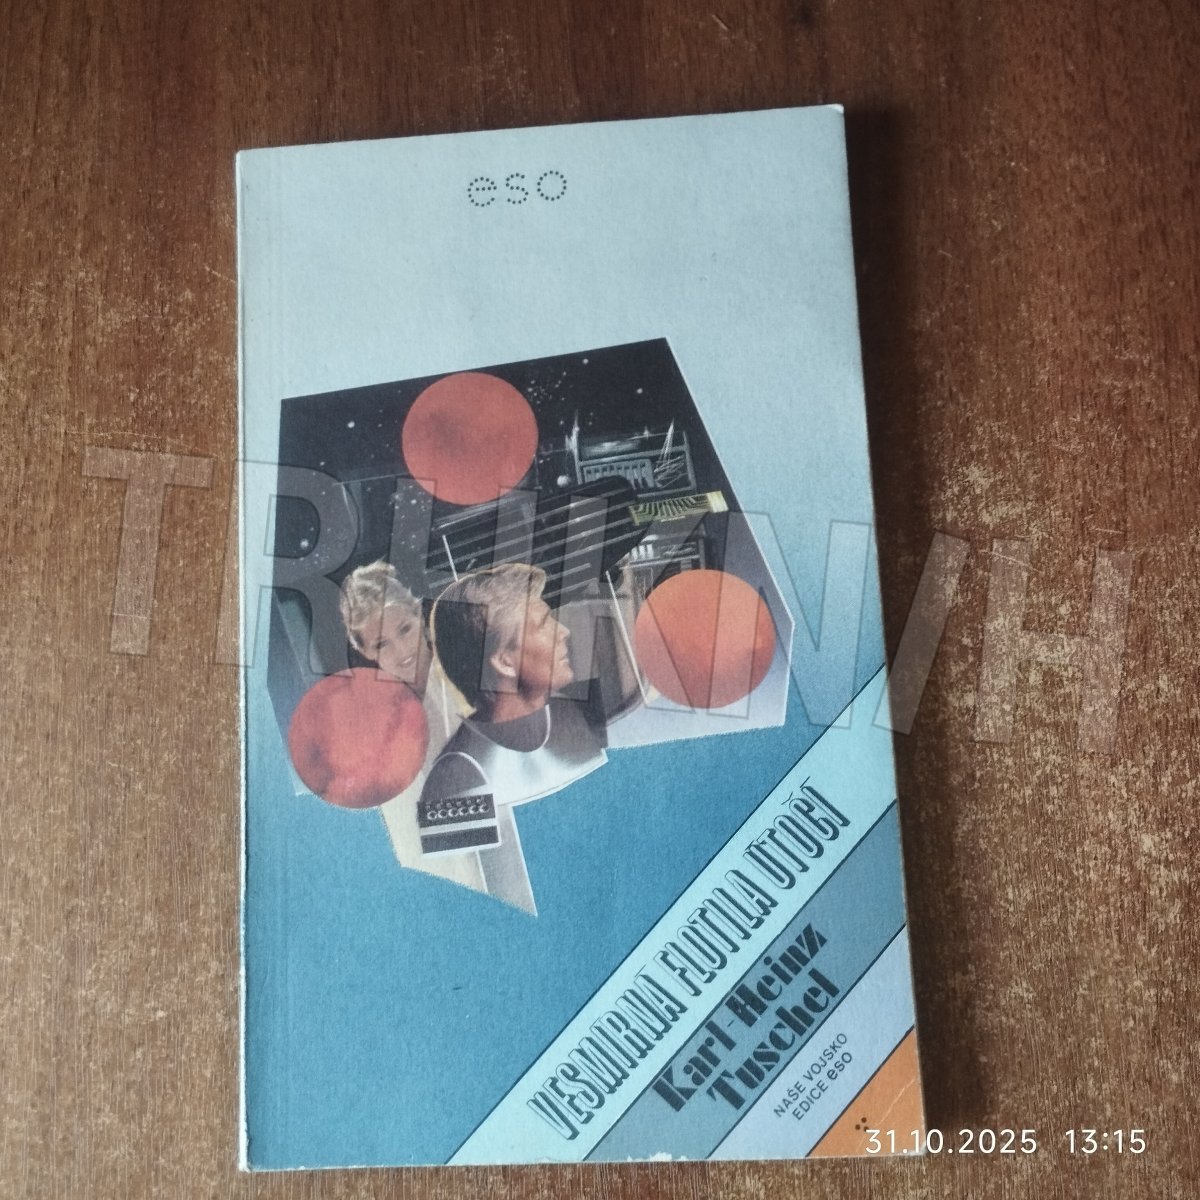 eso
VESMÍRNÁ FLOTILA ÚTOČÍ
Karl-Heinz
Tuschel
NAŠE VOJSKO
EDICE eso
TRHKNIH
31.10.2025 13:15